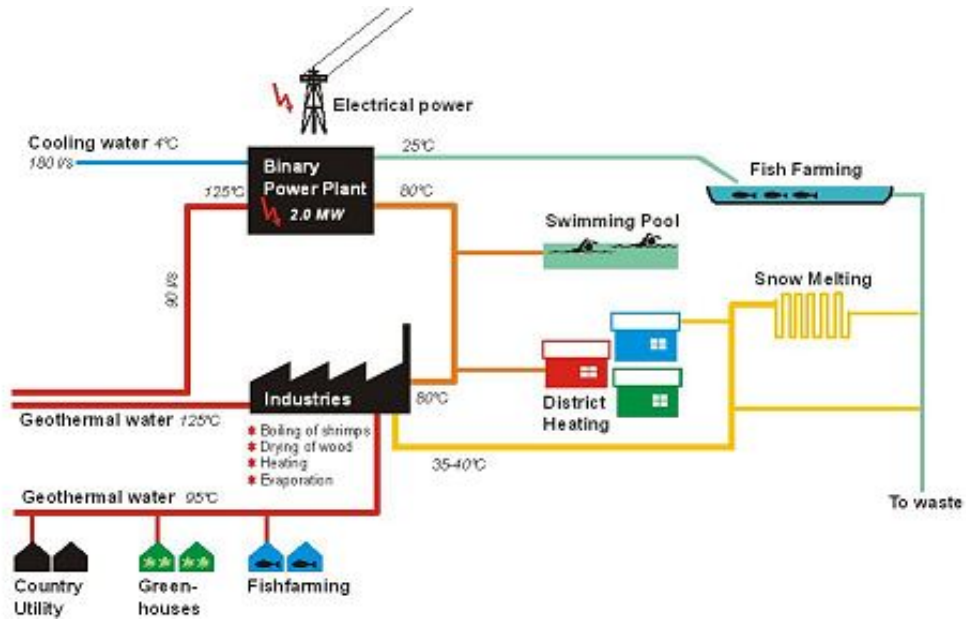 Electrical power
Cooling water 4°C
180 l/s
25°C
Binary
Power Plant
2.0 MW
125°C
80°C
Fish Farming
Swimming Pool
90 l/s
Snow Melting
Industries
80°C
Geothermal water 125°C
District
Heating
✱ Boiling of shrimps
✱ Drying of wood
✱ Heating
✱ Evaporation
35-40°C
Geothermal water 95°C
To waste
Country
Utility
Green-
houses
Fishfarming